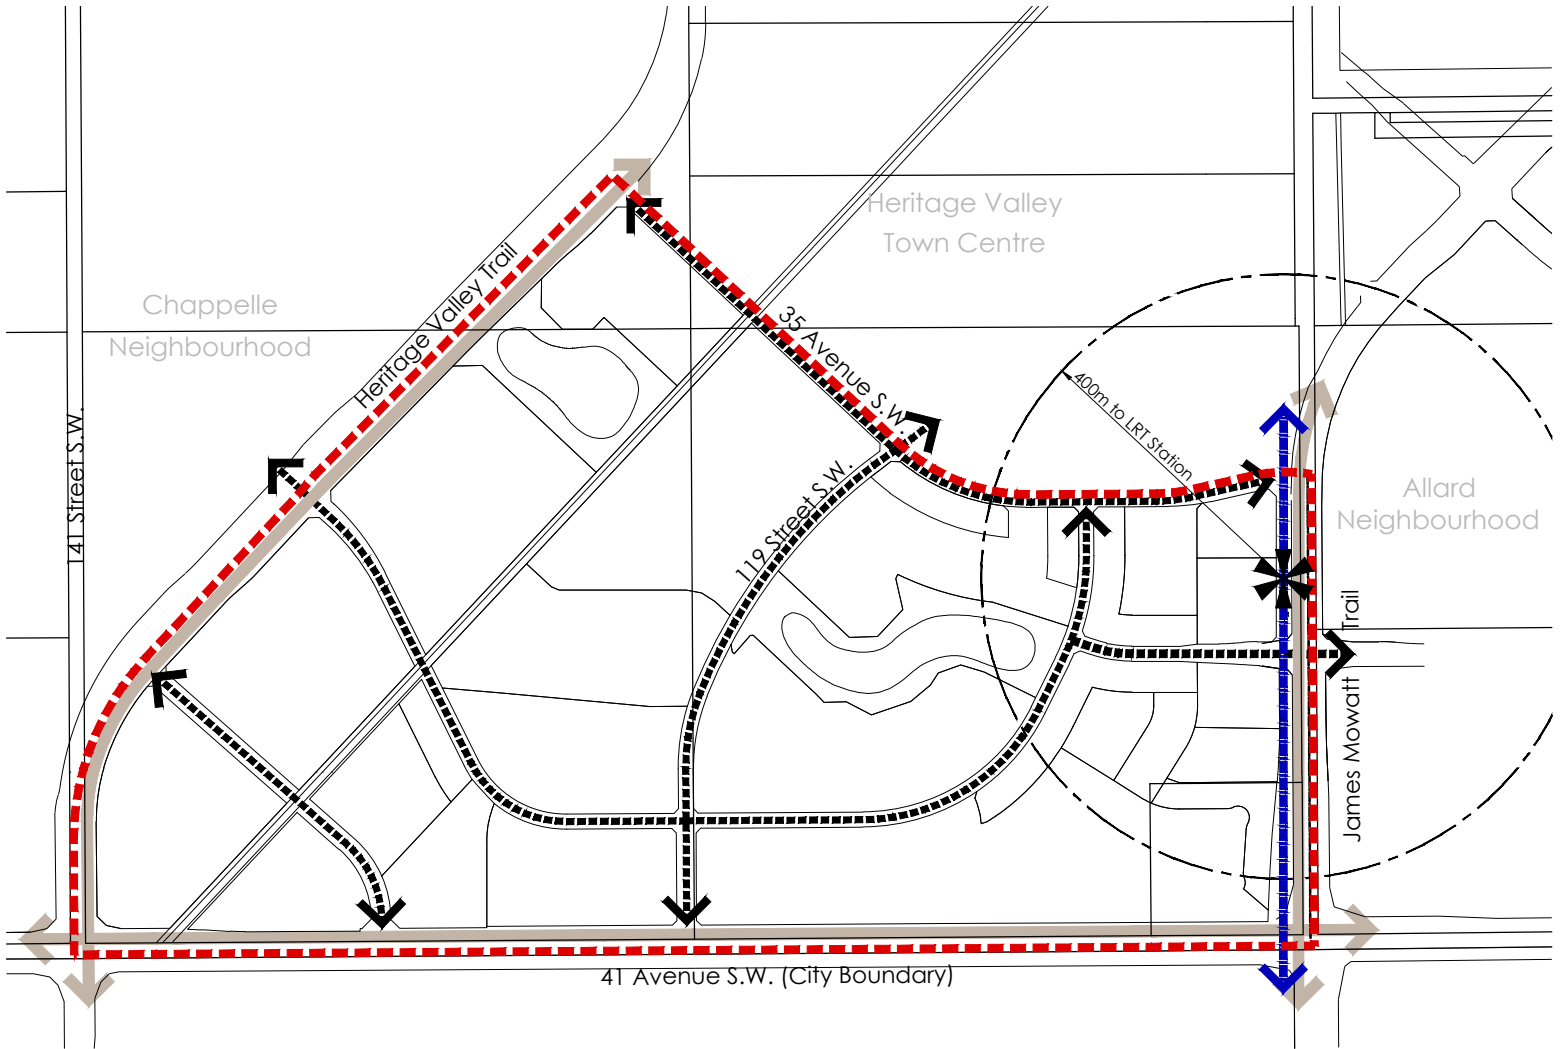 Heritage Valley
Town Centre
Chappelle
Neighbourhood
Heritage Valley Trail
35 Avenue S.W.
400m to LRT Station
141 Street S.W.
119 Street S.W.
Allard
Neighbourhood
James Mowatt Trail
41 Avenue S.W. (City Boundary)